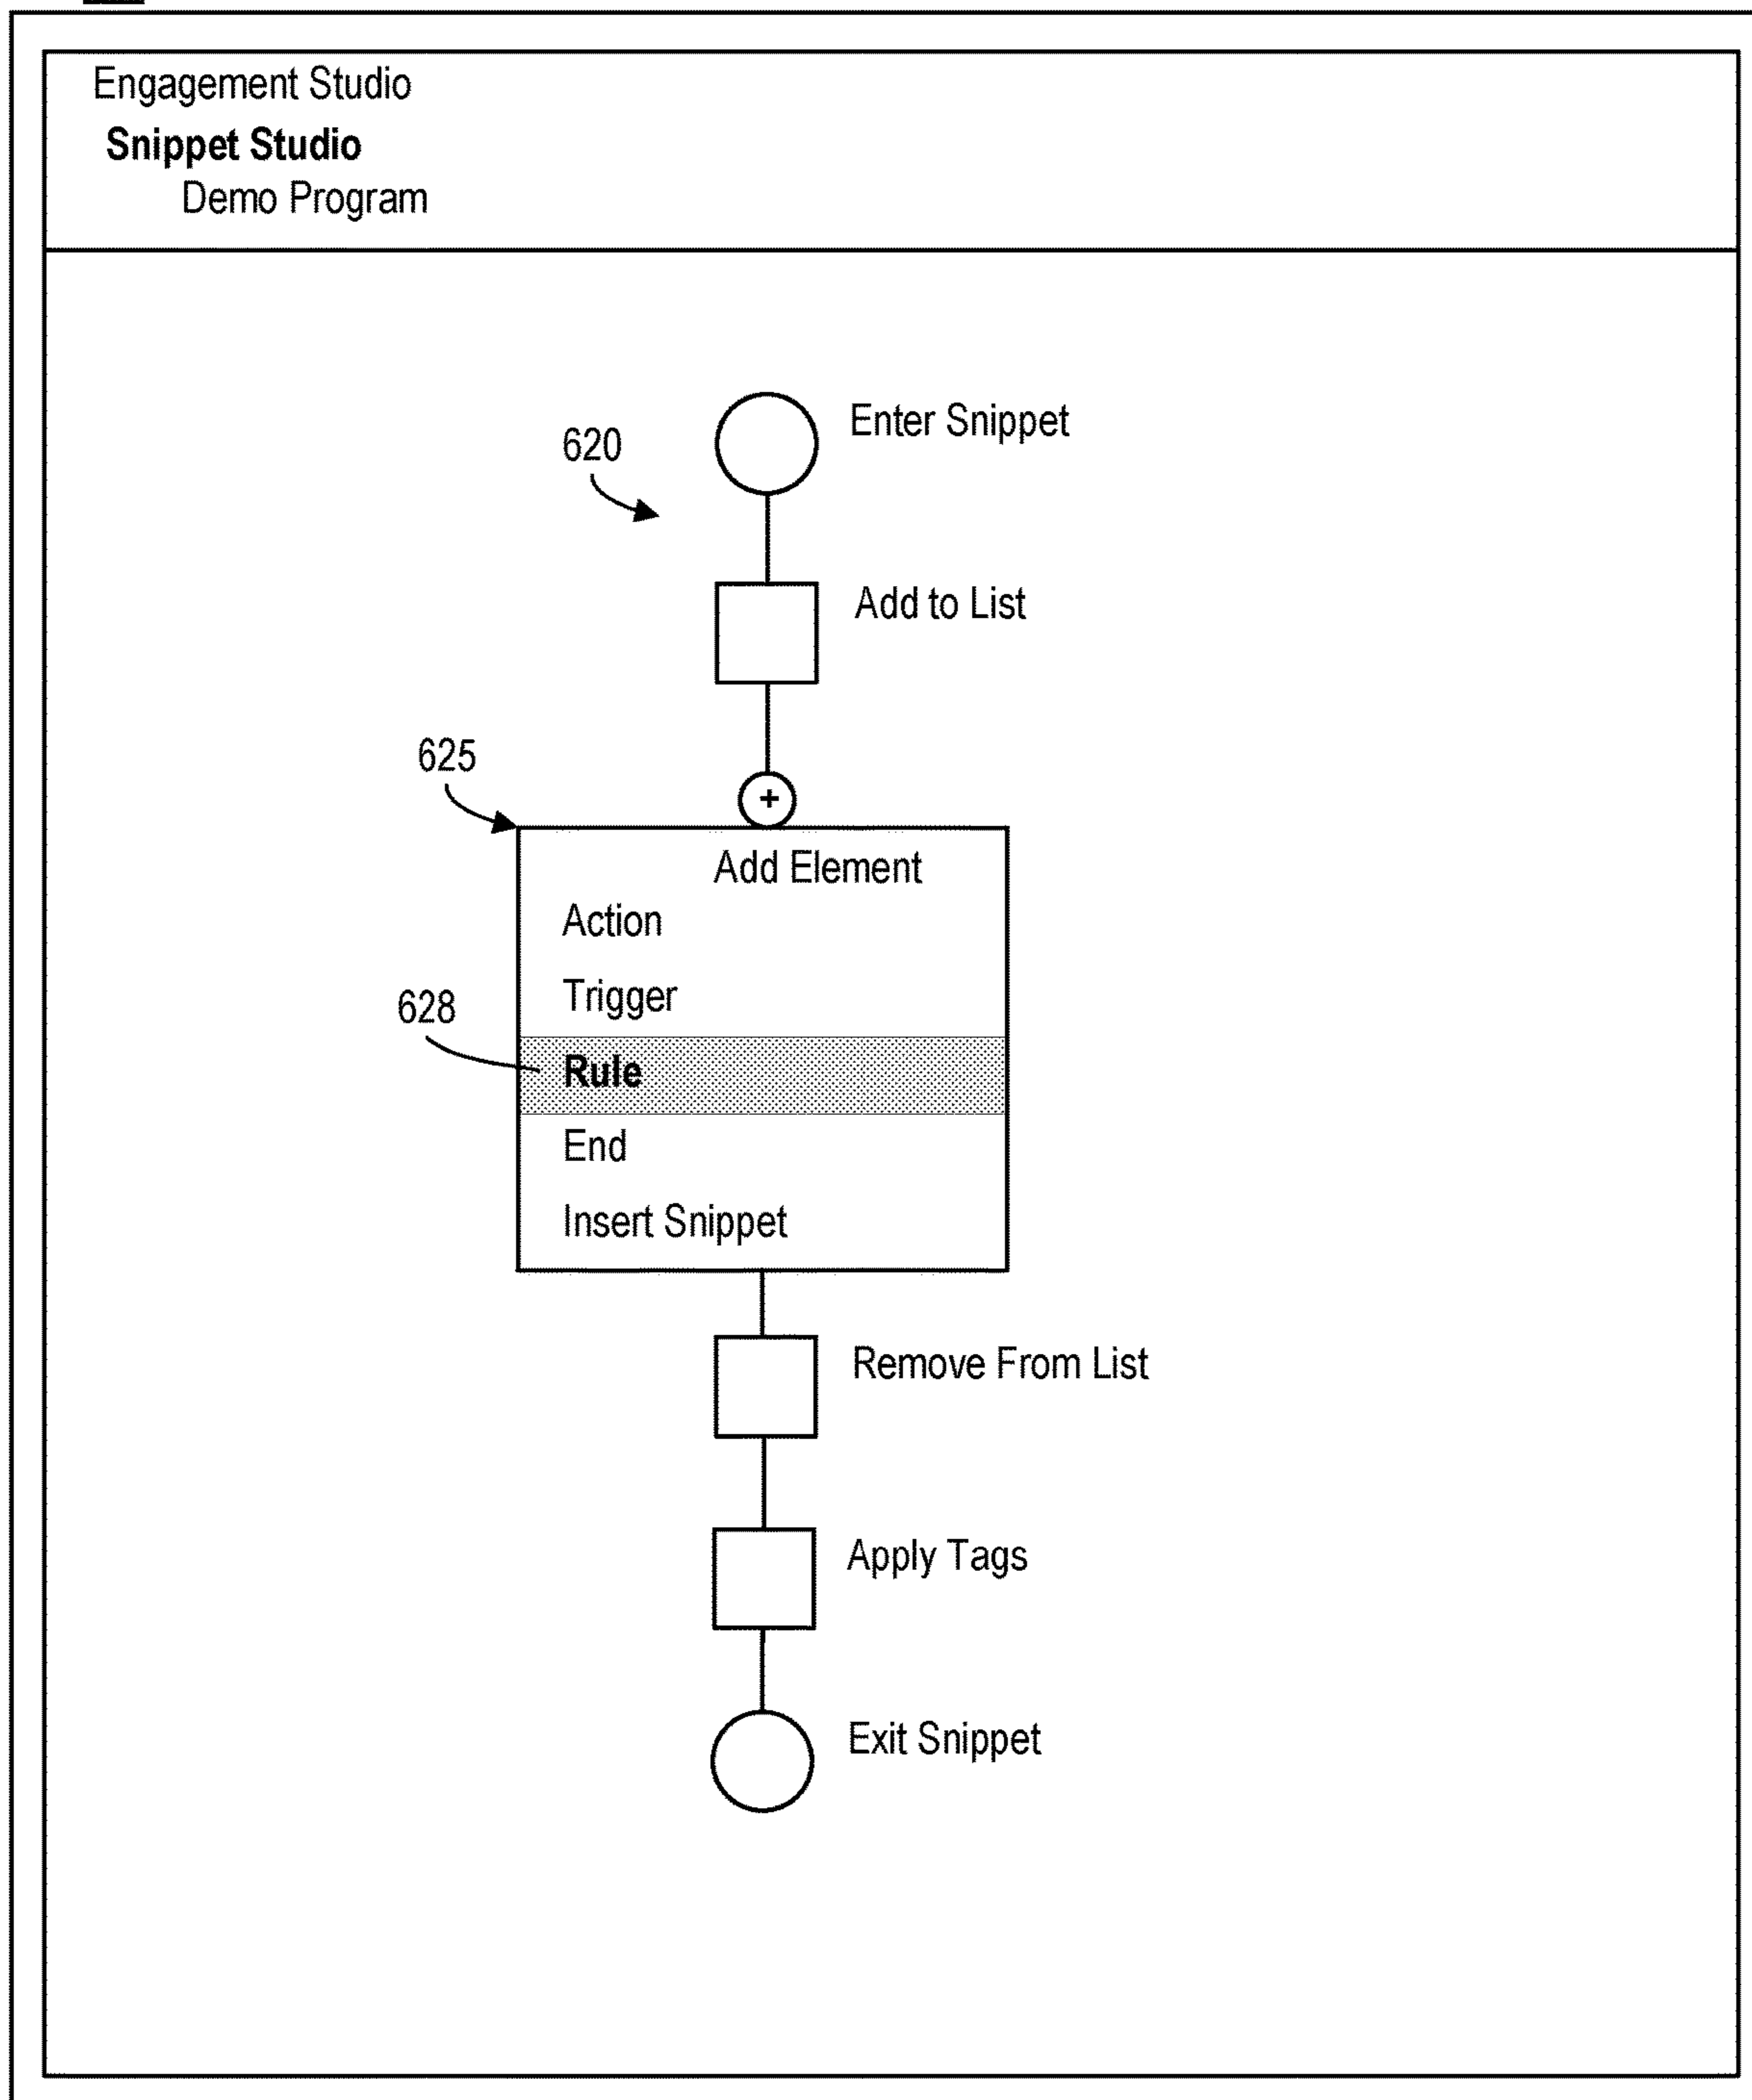 Engagement Studio
Snippet Studio
Demo Program
Enter Snippet
620
Add to List
625
+
Add Element
Action
Trigger
628
Rule
End
Insert Snippet
Remove From List
Apply Tags
Exit Snippet